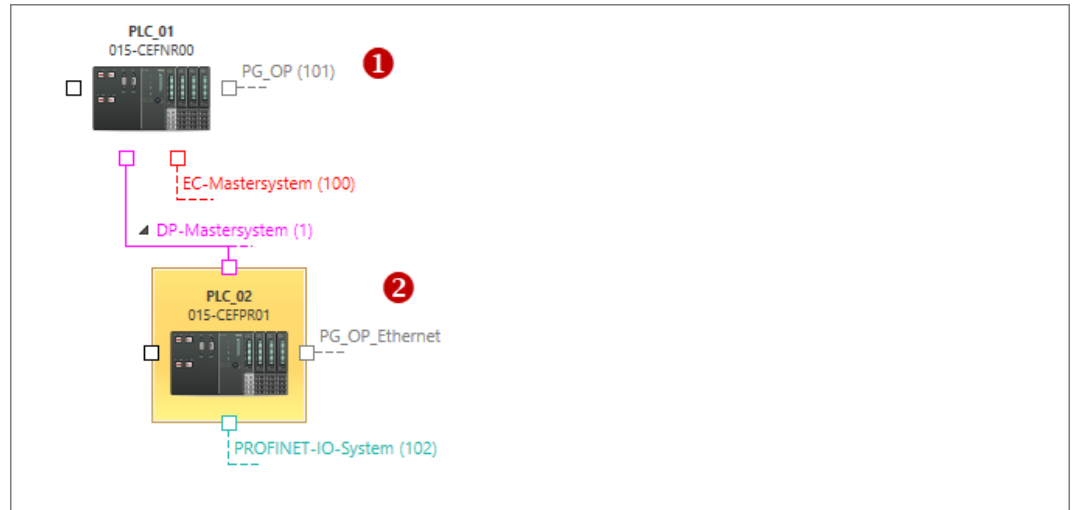 PLC_01
015-CEFNR00
PG_OP (101)
1
EC-Mastersystem (100)
DP-Mastersystem (1)
2
PLC_02
015-CEFPR01
PG_OP_Ethernet
PROFINET-IO-System (102)